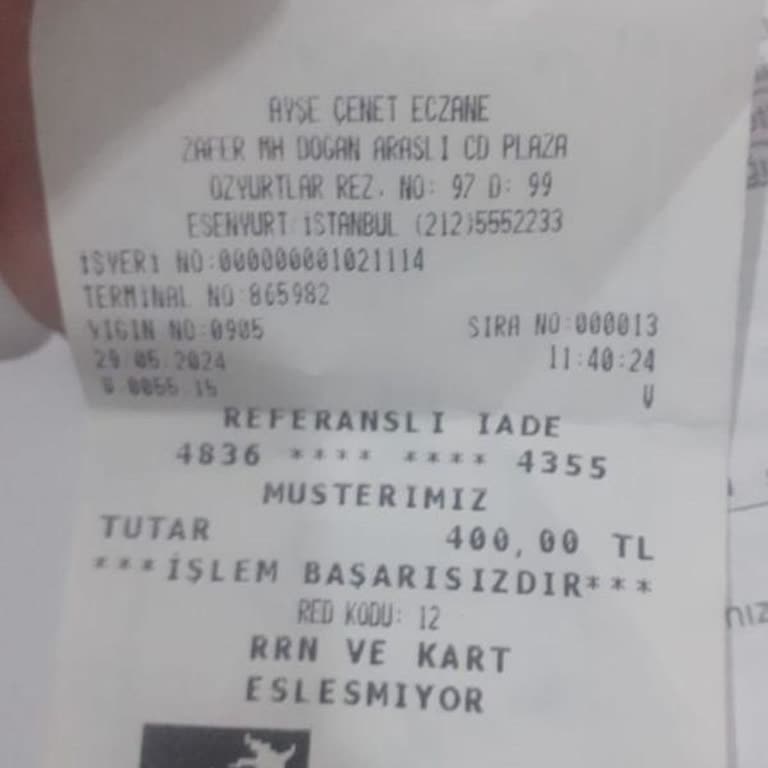 AYŞE ÇENET ECZANE
ZAFER MH DOGAN ARASLI CD PLAZA
OZYURTLAR REZ. NO: 97 D: 99
ESENYURT İSTANBUL (212)5552233
İŞYERİ NO:000000001021114
TERMINAL NO:865982
YIGIN NO:0905 SIRA NO:000013
29.05.2024 11:40:24
V.0055.15 V
REFERANSLI IADE
4836 **** **** 4355
MUSTERIMIZ
TUTAR 400,00 TL
***İŞLEM BAŞARISIZDIR***
RED KODU: 12
RRN VE KART
ESLESMIYOR